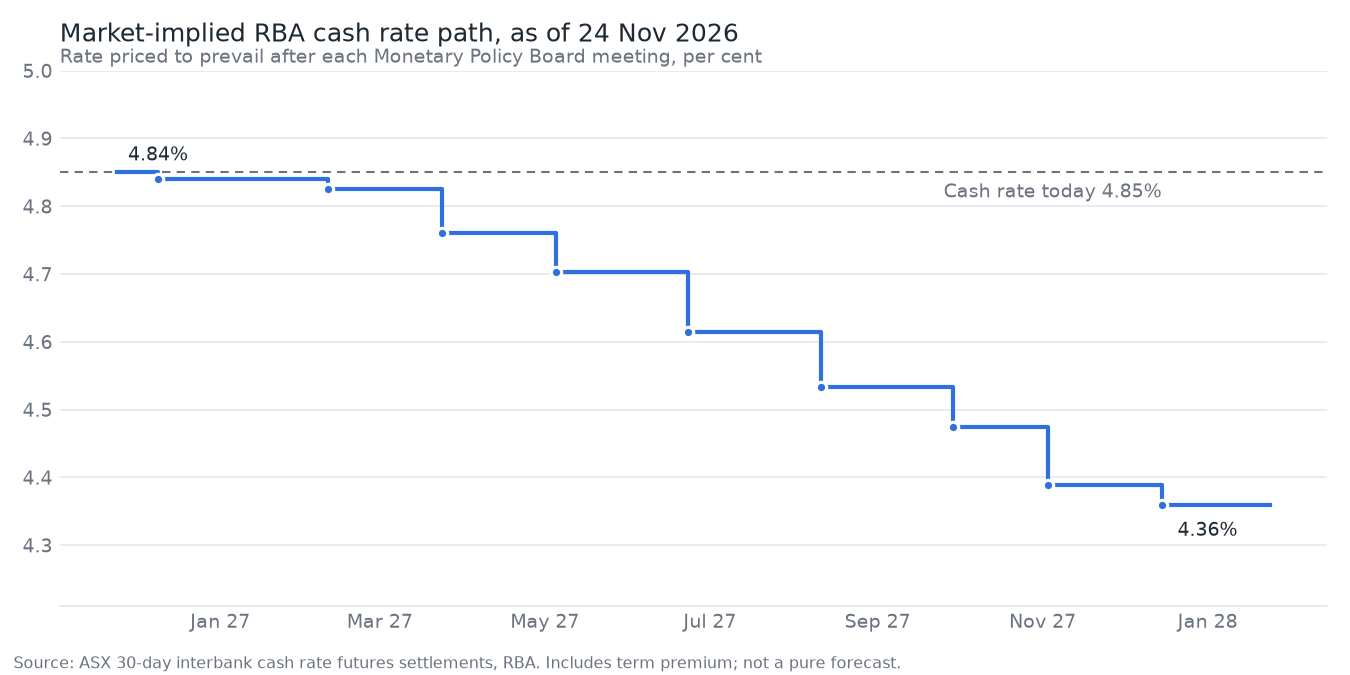 Market-implied RBA cash rate path, as of 24 Nov 2026
Rate priced to prevail after each Monetary Policy Board meeting, per cent
5.0
4.9
4.84%
Cash rate today 4.85%
4.8
4.7
4.6
4.5
4.4
4.36%
4.3
Jan 27
Mar 27
May 27
Jul 27
Sep 27
Nov 27
Jan 28
Source: ASX 30-day interbank cash rate futures settlements, RBA. Includes term premium; not a pure forecast.